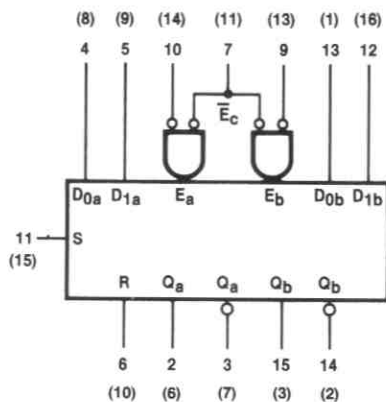 (8) (9) (14) (11) (13) (1) (16)
4 5 10 7 9 13 12
E̅c
D0a D1a Ea Eb D0b D1b
11 S
(15)
R Qa Qa Qb Qb
6 2 3 15 14
(10) (6) (7) (3) (2)